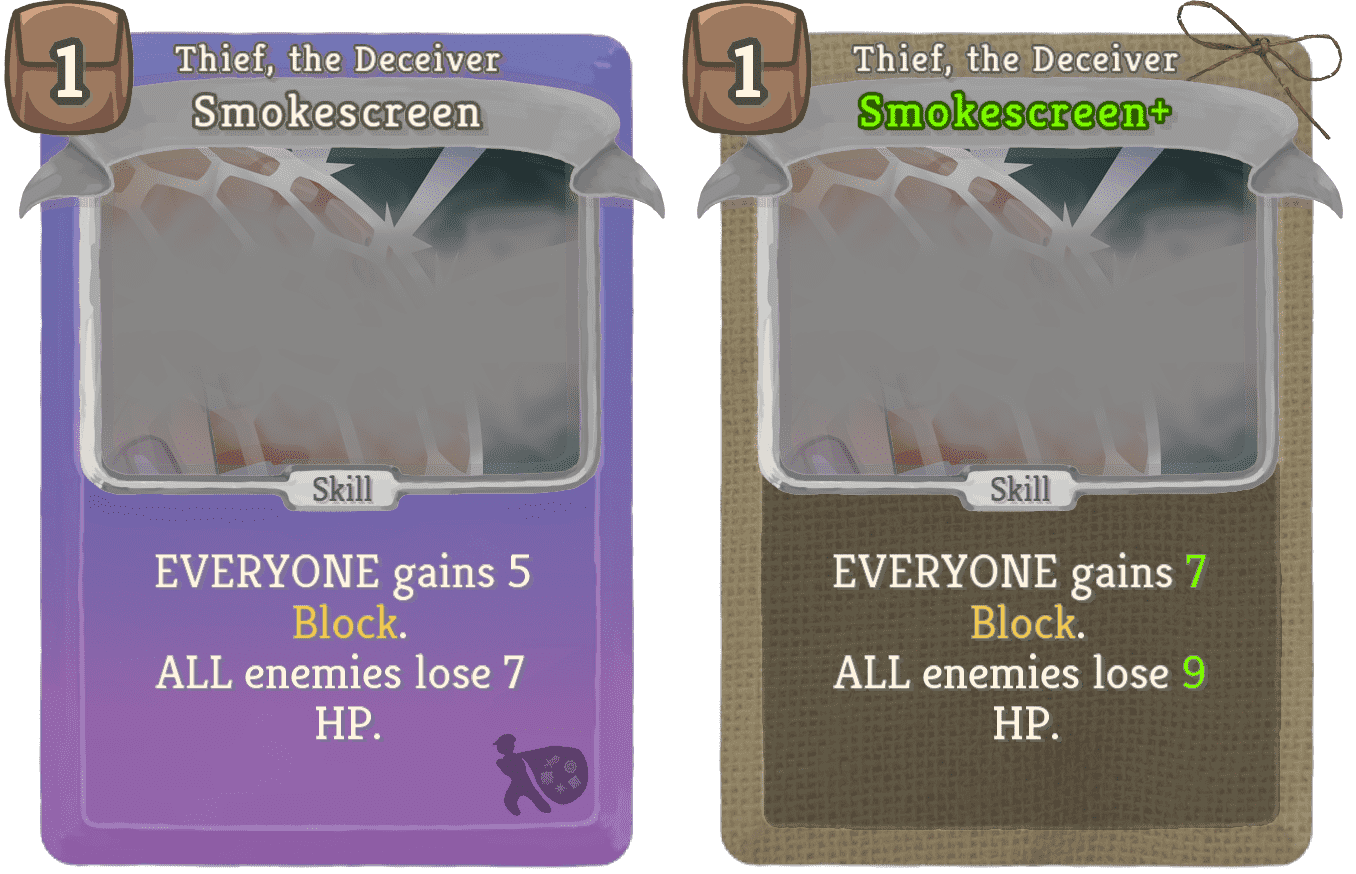 1
Thief, the Deceiver
Smokescreen
Skill
EVERYONE gains 5
Block.
ALL enemies lose 7
HP.
1
Thief, the Deceiver
Smokescreen+
Skill
EVERYONE gains 7
Block.
ALL enemies lose 9
HP.